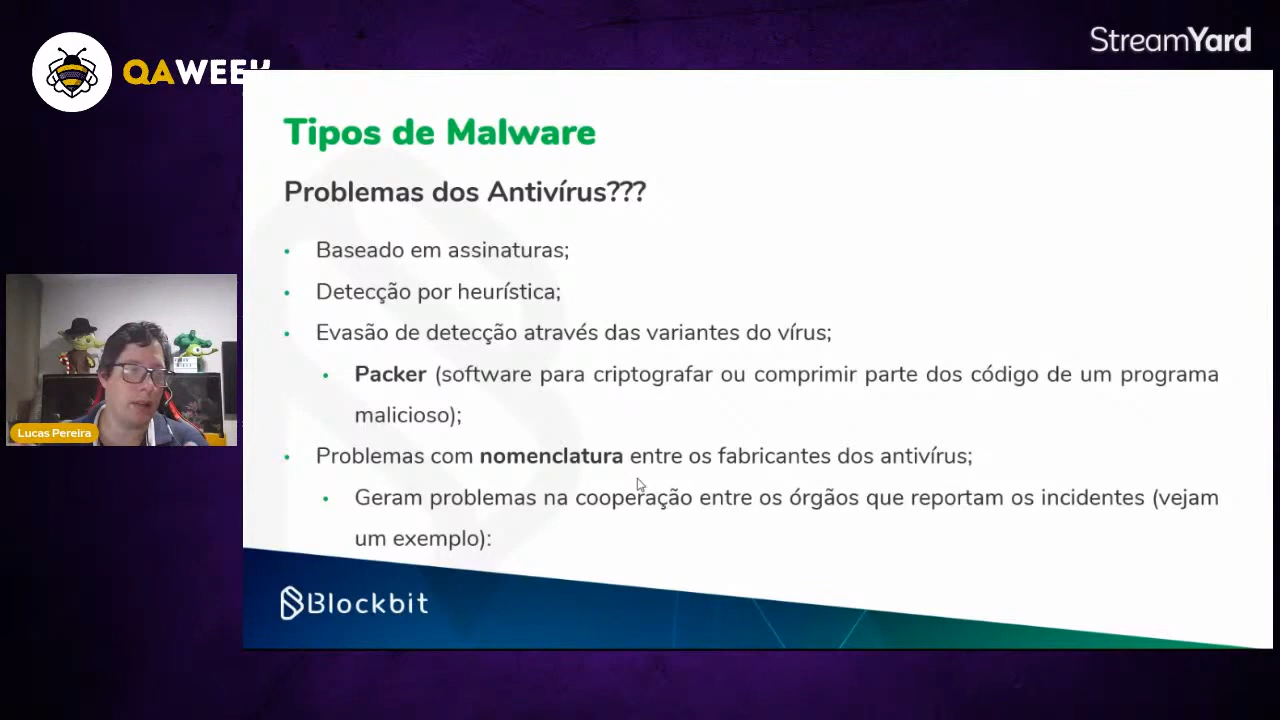 StreamYard
QAWEEK
Tipos de Malware
Problemas dos Antivírus???
• Baseado em assinaturas;
• Detecção por heurística;
• Evasão de detecção através das variantes do vírus;
• Packer (software para criptografar ou comprimir parte dos código de um programa
malicioso);
• Problemas com nomenclatura entre os fabricantes dos antivírus;
• Geram problemas na cooperação entre os órgãos que reportam os incidentes (vejam
um exemplo):
Lucas Pereira
Blockbit